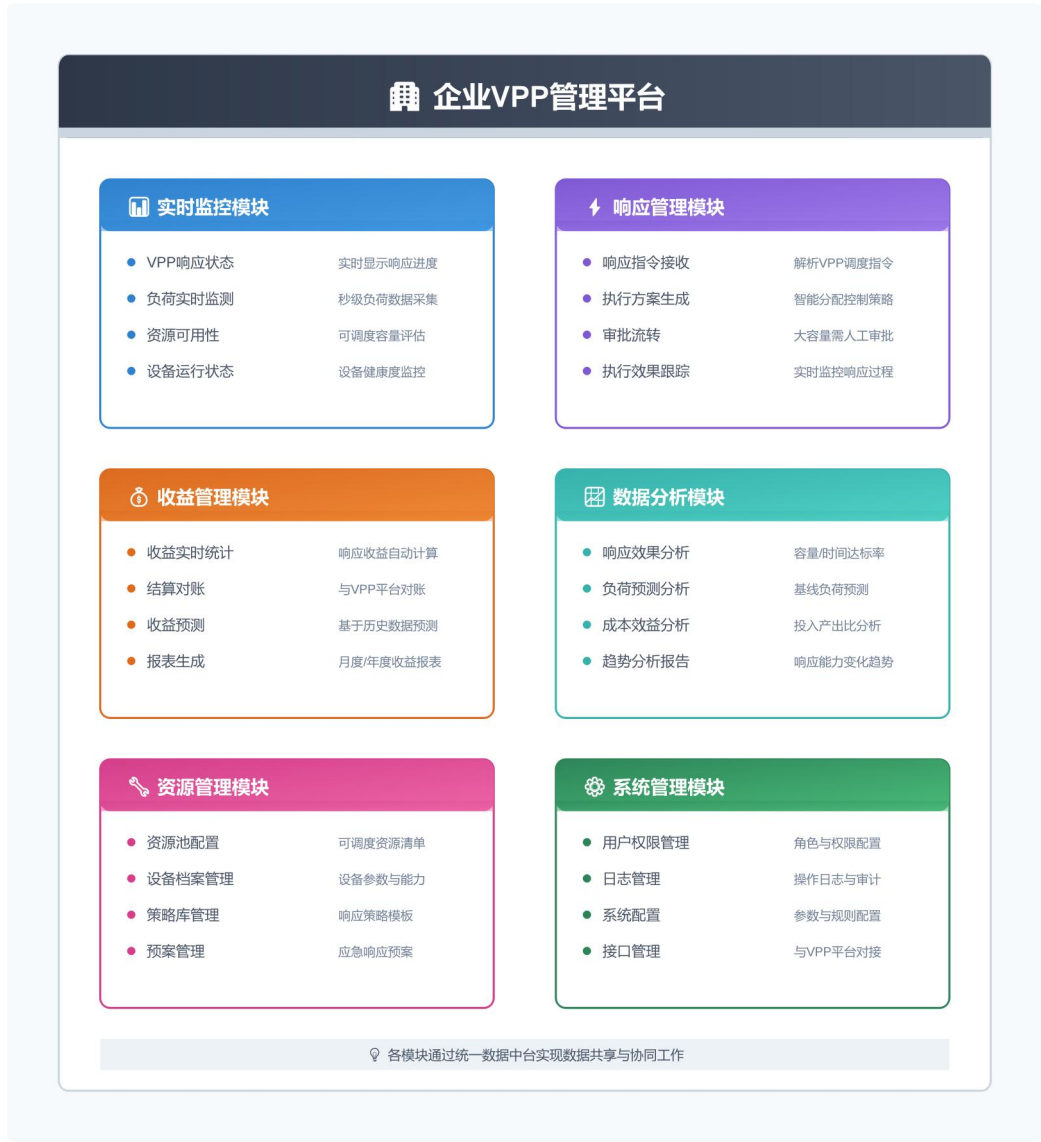 企业VPP管理平台
实时监控模块
VPP响应状态 实时显示响应进度
负荷实时监测 秒级负荷数据采集
资源可用性 可调度容量评估
设备运行状态 设备健康度监控
响应管理模块
响应指令接收 解析VPP调度指令
执行方案生成 智能分配控制策略
审批流转 大容量需人工审批
执行效果跟踪 实时监控响应过程
收益管理模块
收益实时统计 响应收益自动计算
结算对账 与VPP平台对账
收益预测 基于历史数据预测
报表生成 月度/年度收益报表
数据分析模块
响应效果分析 容量/时间达标率
负荷预测分析 基线负荷预测
成本效益分析 投入产出比分析
趋势分析报告 响应能力变化趋势
资源管理模块
资源池配置 可调度资源清单
设备档案管理 设备参数与能力
策略库管理 响应策略模板
预案管理 应急响应预案
系统管理模块
用户权限管理 角色与权限配置
日志管理 操作日志与审计
系统配置 参数与规则配置
接口管理 与VPP平台对接
各模块通过统一数据中台实现数据共享与协同工作